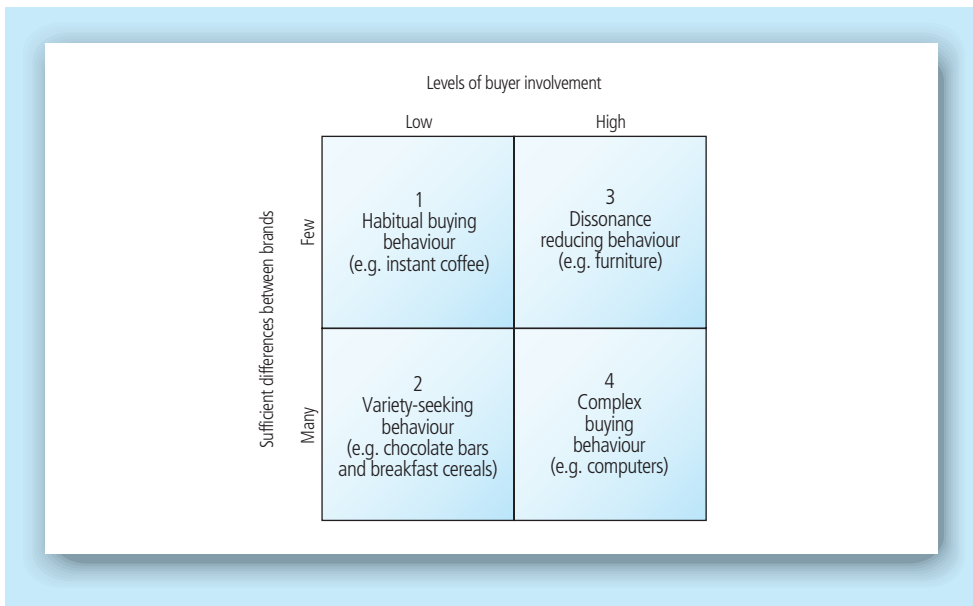 Levels of buyer involvement
Low
High
Sufficient differences between brands
Few
1
Habitual buying
behaviour
(e.g. instant coffee)
3
Dissonance
reducing behaviour
(e.g. furniture)
Many
2
Variety-seeking
behaviour
(e.g. chocolate bars
and breakfast cereals)
4
Complex
buying
behaviour
(e.g. computers)